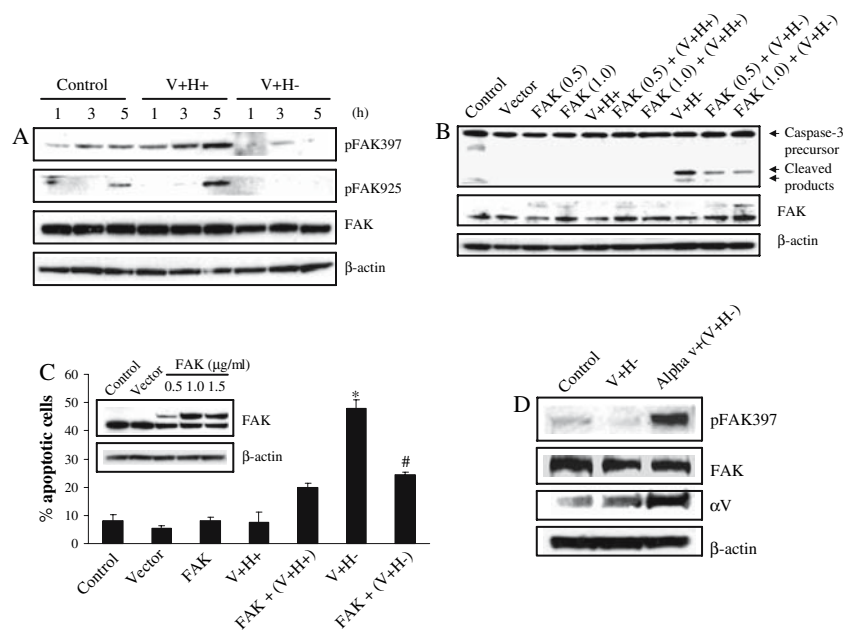 A
Control V+H+ V+H-
1 3 5 1 3 5 1 3 5 (h)
pFAK397
pFAK925
FAK
β-actin
B
Control
Vector
FAK (0.5)
FAK (1.0)
V+H+
FAK (0.5) + (V+H+)
FAK (1.0) + (V+H+)
V+H-
FAK (0.5) + (V+H-)
FAK (1.0) + (V+H-)
Caspase-3
precursor
Cleaved
products
FAK
β-actin
C
% apoptotic cells
60
50
40
30
20
10
0
Control
Vector
FAK (µg/ml)
0.5 1.0 1.5
FAK
β-actin
*
#
Control
Vector
FAK
V+H+
FAK + (V+H+)
V+H-
FAK + (V+H-)
D
Control
V+H-
Alpha v+(V+H-)
pFAK397
FAK
αV
β-actin